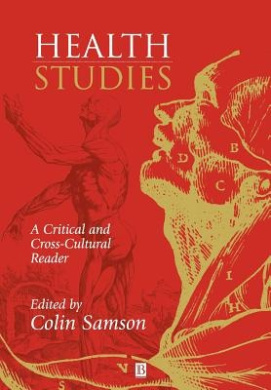 HEALTH
STUDIES
B
D
C
A Critical and
Cross-Cultural
Reader
I H
Edited by
Colin Samson
B
S